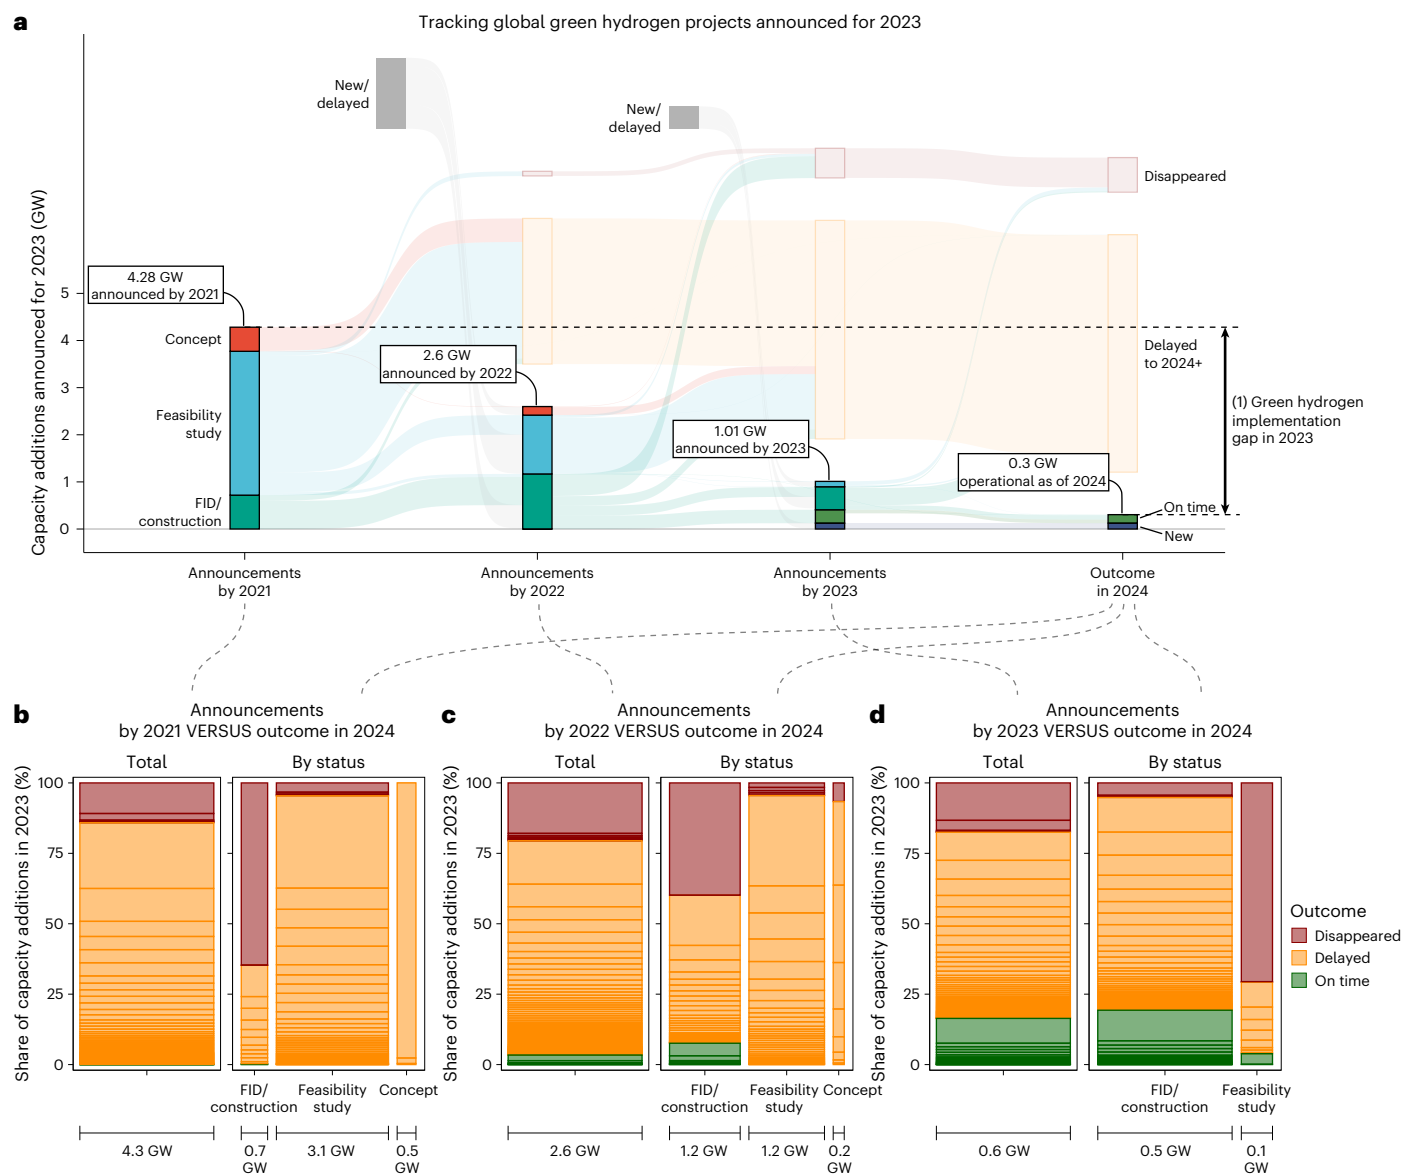 a
Tracking global green hydrogen projects announced for 2023
Capacity additions announced for 2023 (GW)
5
4
3
2
1
0
New/
delayed
New/
delayed
Disappeared
4.28 GW
announced by 2021
Concept
Feasibility
study
FID/
construction
2.6 GW
announced by 2022
1.01 GW
announced by 2023
0.3 GW
operational as of 2024
Delayed
to 2024+
(1) Green hydrogen
implementation
gap in 2023
On time
New
Announcements
by 2021
Announcements
by 2022
Announcements
by 2023
Outcome
in 2024
b
Announcements
by 2021 VERSUS outcome in 2024
Total
By status
Share of capacity additions in 2023 (%)
100
75
50
25
0
FID/
construction
Feasibility
study
Concept
4.3 GW
0.7
GW
3.1 GW
0.5
GW
c
Announcements
by 2022 VERSUS outcome in 2024
Total
By status
Share of capacity additions in 2023 (%)
100
75
50
25
0
FID/
construction
Feasibility
study
Concept
2.6 GW
1.2 GW
1.2 GW
0.2
GW
d
Announcements
by 2023 VERSUS outcome in 2024
Total
By status
Share of capacity additions in 2023 (%)
100
75
50
25
0
FID/
construction
Feasibility
study
0.6 GW
0.5 GW
0.1
GW
Outcome
Disappeared
Delayed
On time